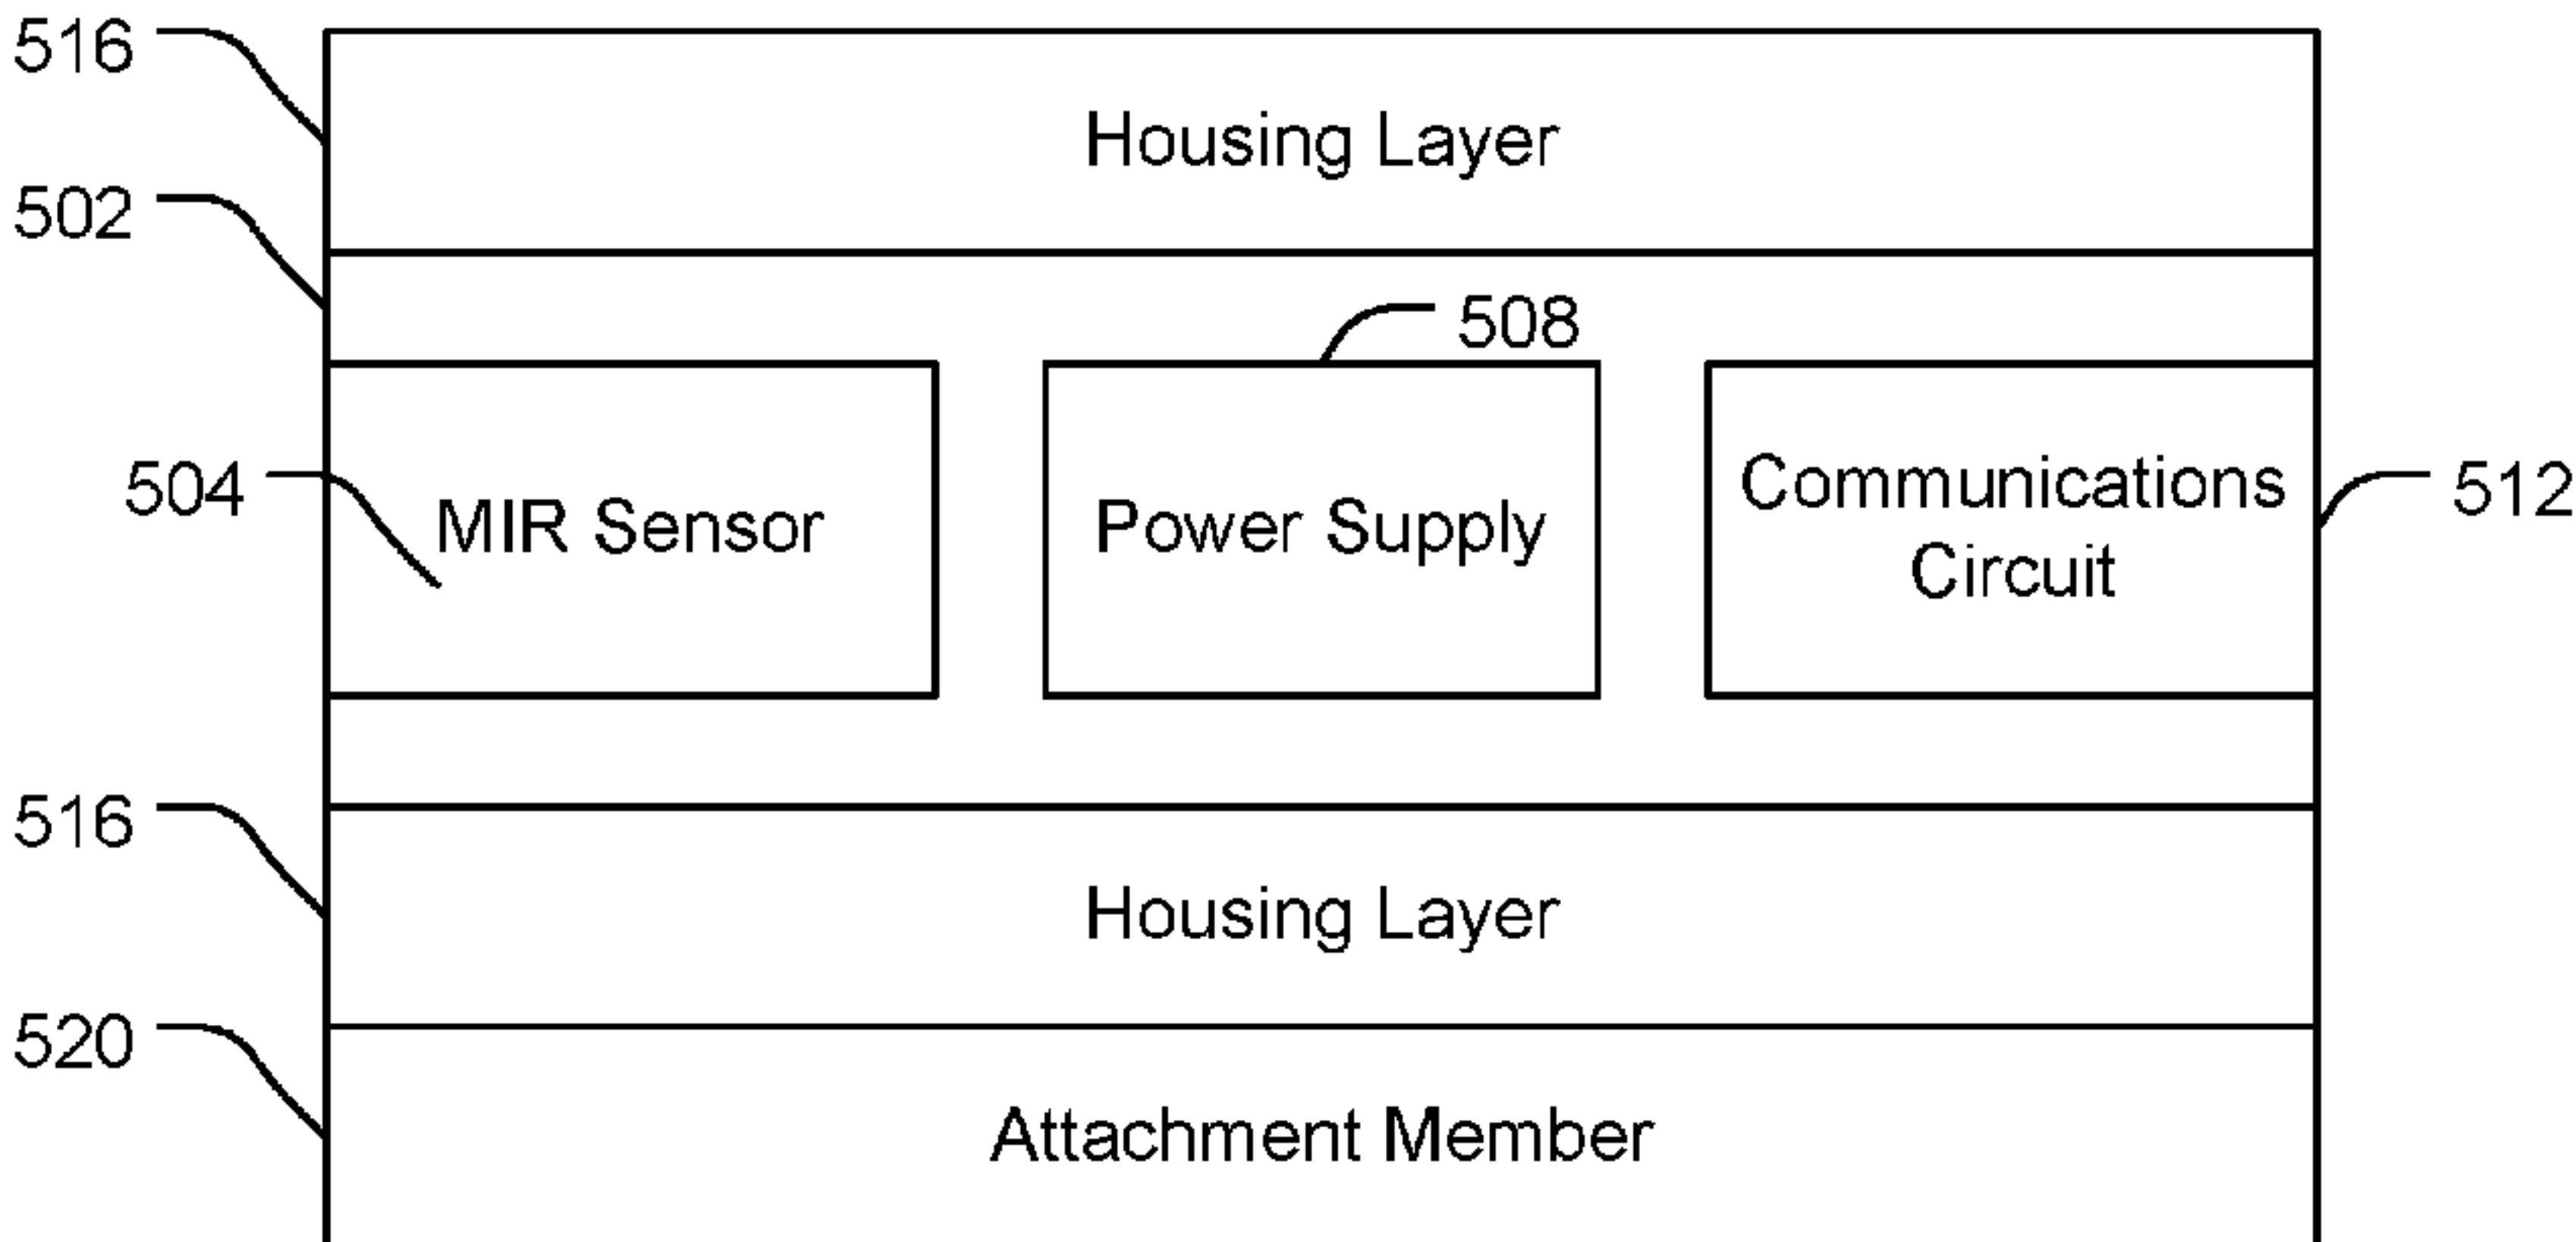 516
Housing Layer
502
508
504
MIR Sensor
Power Supply
Communications
Circuit
512
516
Housing Layer
520
Attachment Member